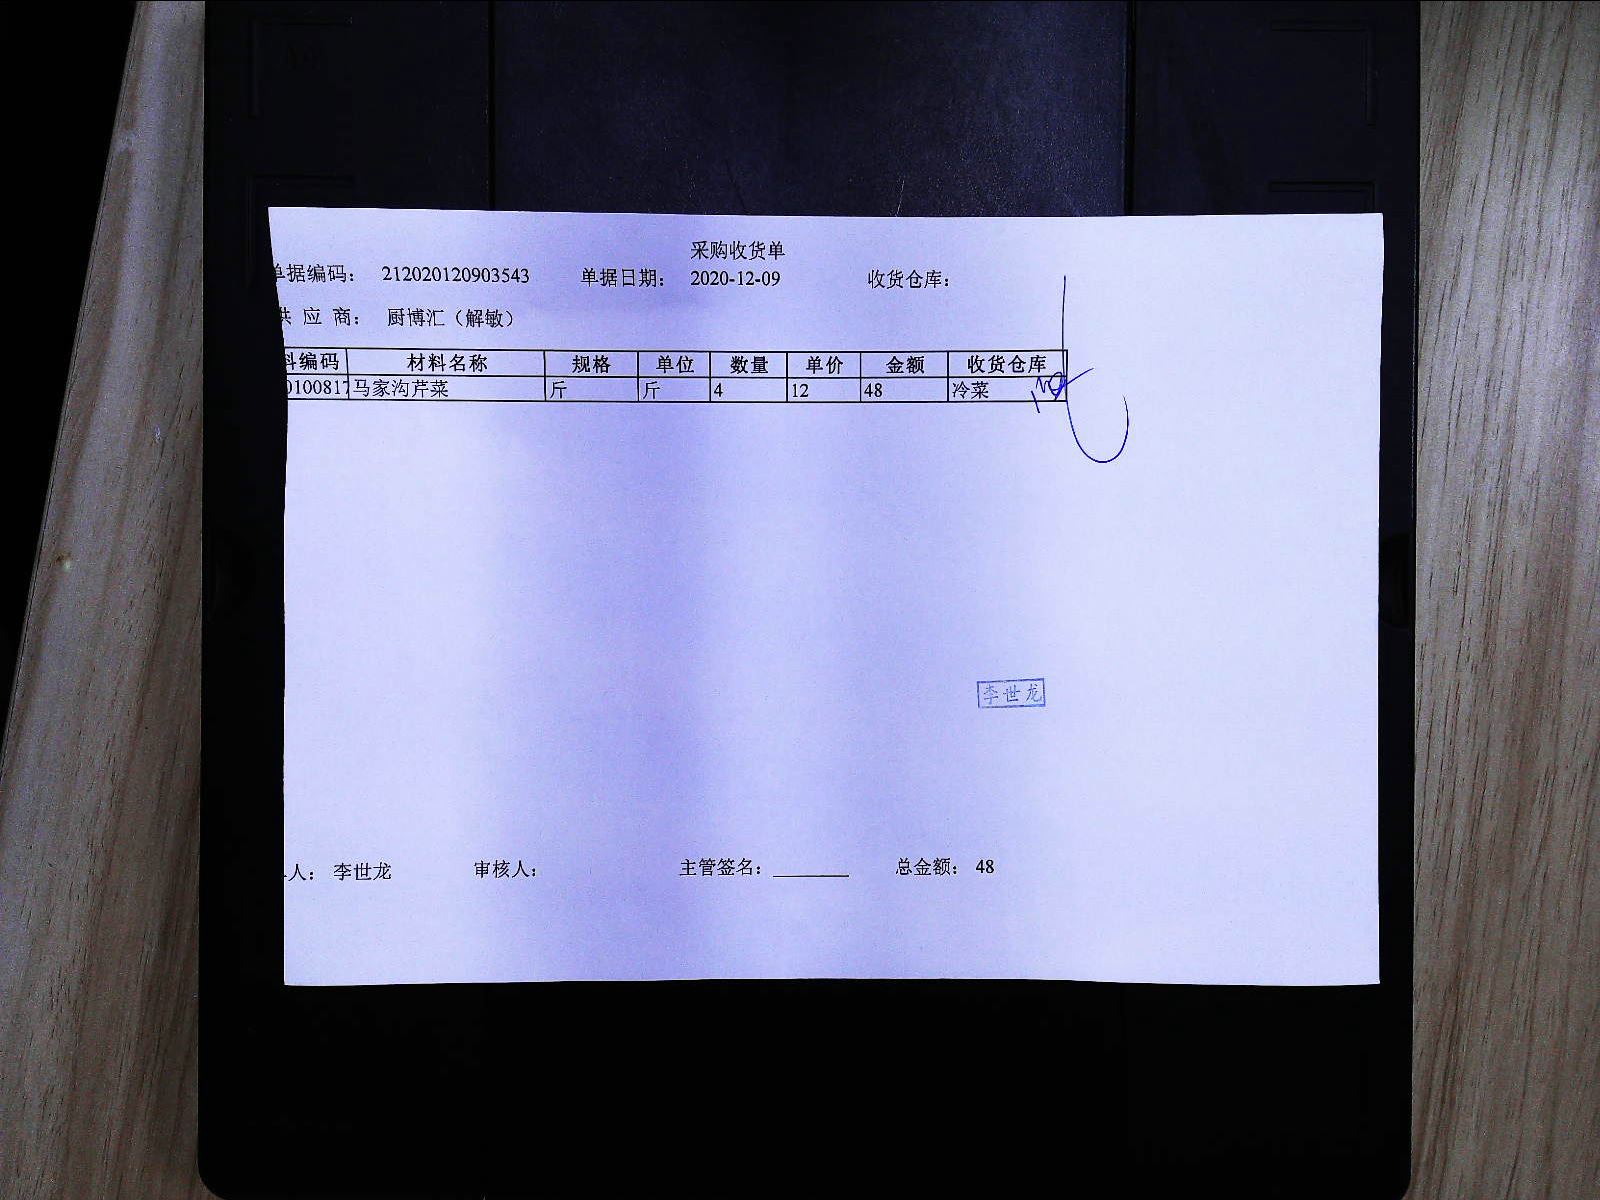 采购收货单
单据编码： 212020120903543 单据日期： 2020-12-09 收货仓库：
供 应 商： 厨博汇（解敏）
料编码 材料名称 规格 单位 数量 单价 金额 收货仓库
0100817 马家沟芹菜 斤 斤 4 12 48 冷菜
李世龙
人： 李世龙 审核人： 主管签名： 总金额： 48